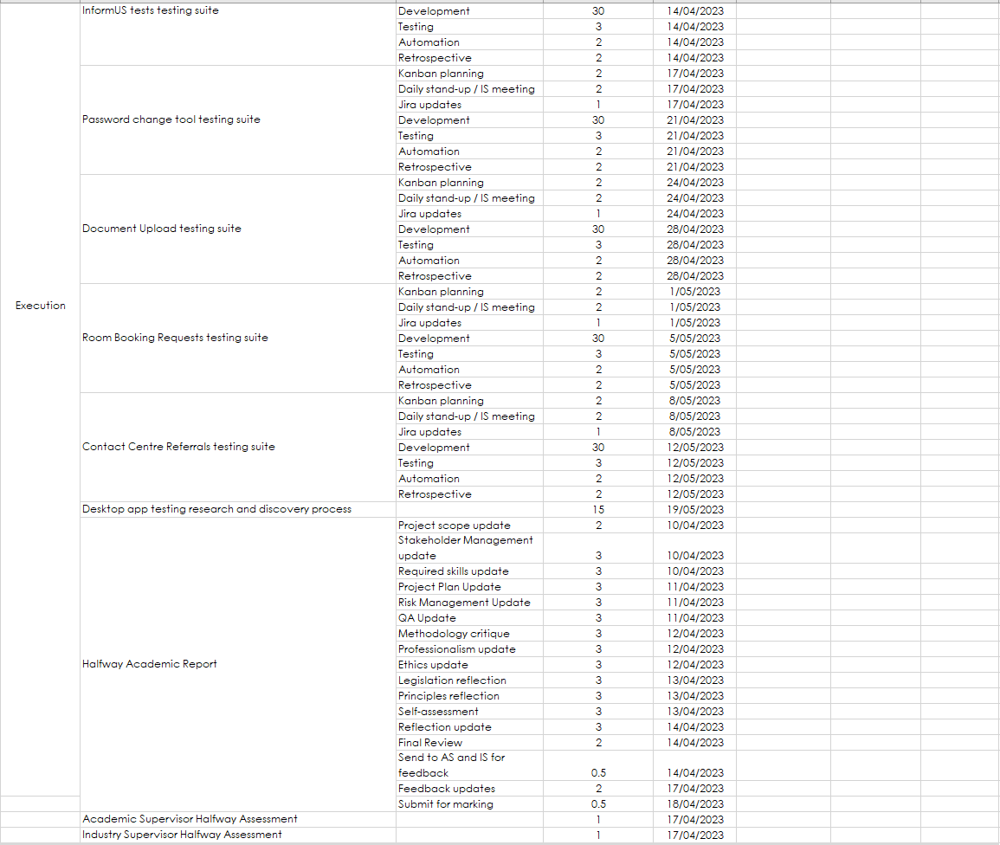 InformUS tests testing suite Development 30 14/04/2023
Testing 3 14/04/2023
Automation 2 14/04/2023
Retrospective 2 14/04/2023
Kanban planning 2 17/04/2023
Daily stand-up / IS meeting 2 17/04/2023
Jira updates 1 17/04/2023
Password change tool testing suite Development 30 21/04/2023
Testing 3 21/04/2023
Automation 2 21/04/2023
Retrospective 2 21/04/2023
Kanban planning 2 24/04/2023
Daily stand-up / IS meeting 2 24/04/2023
Jira updates 1 24/04/2023
Document Upload testing suite Development 30 28/04/2023
Testing 3 28/04/2023
Automation 2 28/04/2023
Retrospective 2 28/04/2023
Kanban planning 2 1/05/2023
Execution Daily stand-up / IS meeting 2 1/05/2023
Jira updates 1 1/05/2023
Room Booking Requests testing suite Development 30 5/05/2023
Testing 3 5/05/2023
Automation 2 5/05/2023
Retrospective 2 5/05/2023
Kanban planning 2 8/05/2023
Daily stand-up / IS meeting 2 8/05/2023
Jira updates 1 8/05/2023
Contact Centre Referrals testing suite Development 30 12/05/2023
Testing 3 12/05/2023
Automation 2 12/05/2023
Retrospective 2 12/05/2023
Desktop app testing research and discovery process 15 19/05/2023
Project scope update 2 10/04/2023
Stakeholder Management
update 3 10/04/2023
Required skills update 3 10/04/2023
Project Plan Update 3 11/04/2023
Risk Management Update 3 11/04/2023
QA Update 3 11/04/2023
Methodology critique 3 12/04/2023
Professionalism update 3 12/04/2023
Halfway Academic Report Ethics update 3 12/04/2023
Legislation reflection 3 13/04/2023
Principles reflection 3 13/04/2023
Self-assessment 3 13/04/2023
Reflection update 3 14/04/2023
Final Review 2 14/04/2023
Send to AS and IS for
feedback 0.5 14/04/2023
Feedback updates 2 17/04/2023
Submit for marking 0.5 18/04/2023
Academic Supervisor Halfway Assessment 1 17/04/2023
Industry Supervisor Halfway Assessment 1 17/04/2023